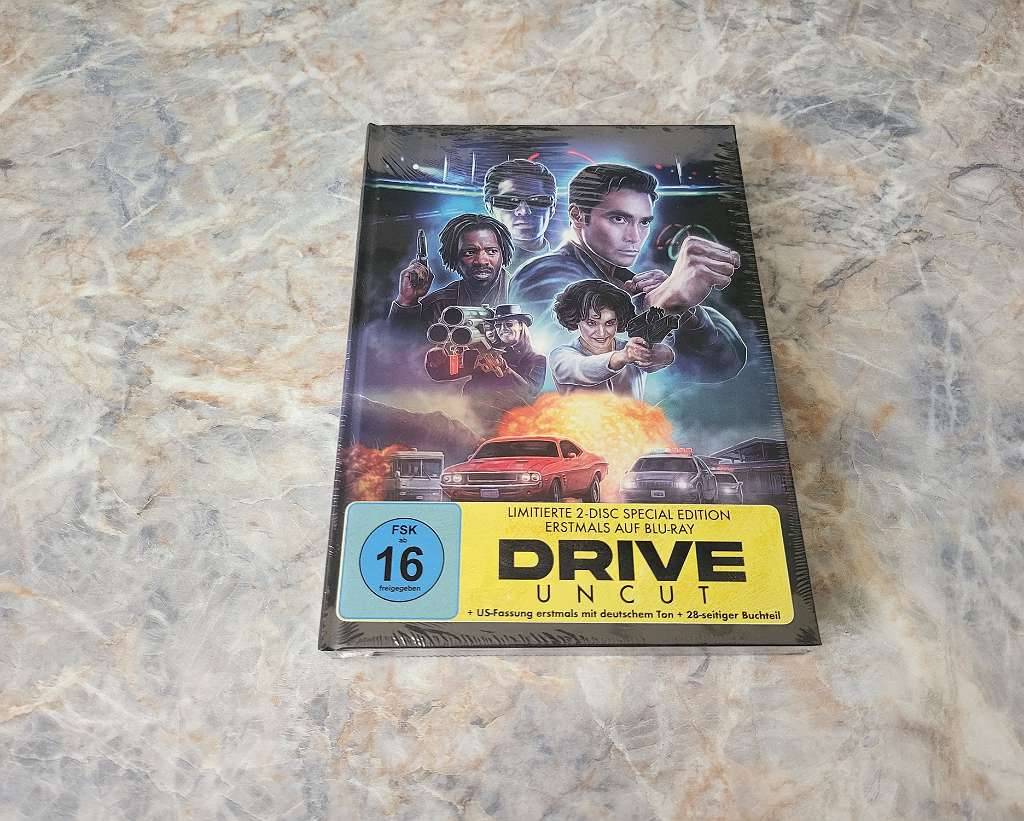 LIMITIERTE 2-DISC SPECIAL EDITION
ERSTMALS AUF BLU-RAY
DRIVE
UNCUT
+ US-Fassung erstmals mit deutschem Ton + 28-seitiger Buchteil
FSK
ab
16
freigegeben